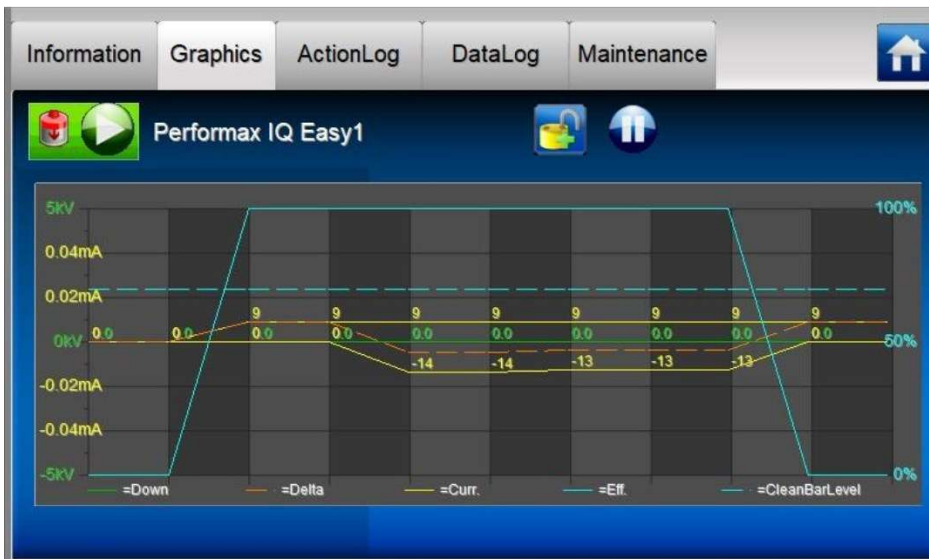 Information Graphics ActionLog DataLog Maintenance
Performax IQ Easy1
5kV 100%
0.04mA
0.02mA
9 9 9 9 9 9 9 9
0kV 0.0 0.0 0.0 0.0 0.0 0.0 0.0 0.0 0.0 0.0 50%
-14 -14 -13 -13 -13
-0.02mA
-0.04mA
-5kV 0%
=Down =Delta =Curr. =Eff. =CleanBarLevel